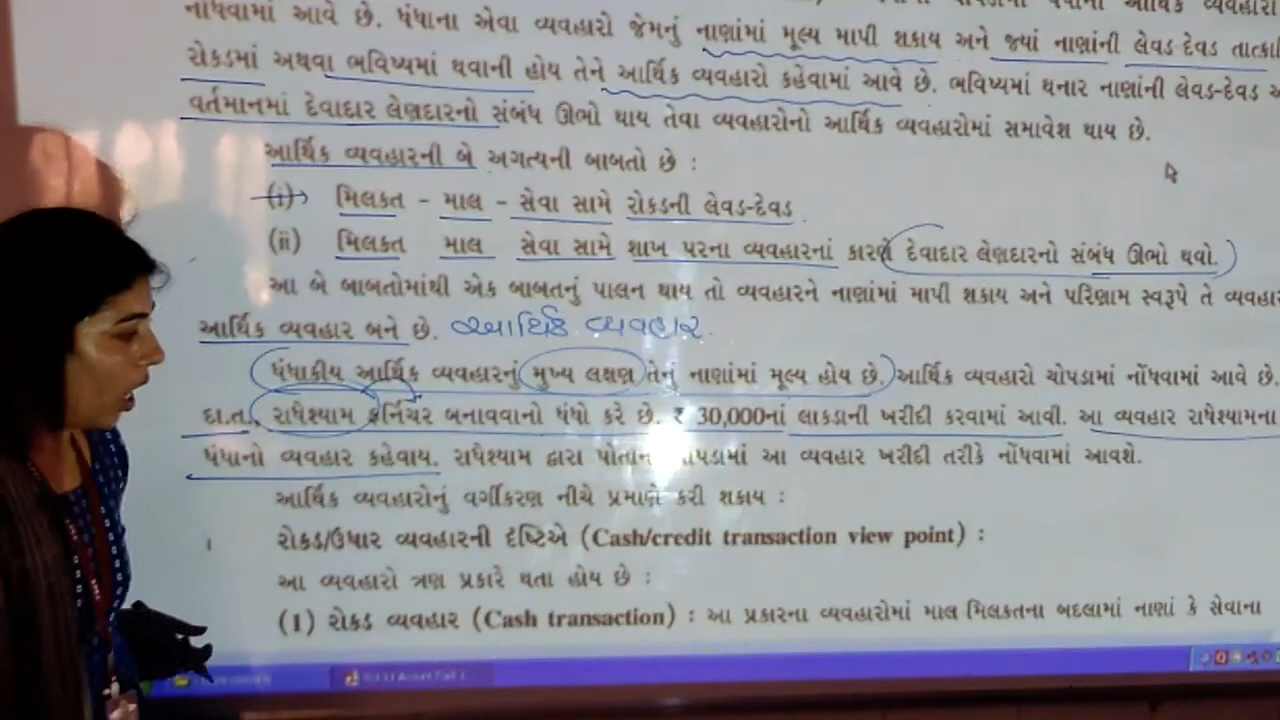 નોંધવામાં આવે છે. ધંધાના એવા વ્યવહારો જેમનું નાણાંમાં મૂલ્ય માપી શકાય અને જ્યાં નાણાંની લેવડ-દેવડ
રોકડમાં અથવા ભવિષ્યમાં થવાની હોય તેને આર્થિક વ્યવહારો કહેવામાં આવે છે. ભવિષ્યમાં થનાર નાણાંની લેવડ-દેવડ
વર્તમાનમાં દેવાદાર લેણદારનો સંબંધ ઊભો થાય તેવા વ્યવહારોનો આર્થિક વ્યવહારોમાં સમાવેશ થાય છે.
આર્થિક વ્યવહારની બે અગત્યની બાબતો છે :
(i) મિલકત – માલ – સેવા સામે રોકડની લેવડ-દેવડ.
(ii) મિલકત માલ સેવા સામે શાખ પરના વ્યવહારનાં કારણે દેવાદાર લેણદારનો સંબંધ ઊભો થવો.
આ બે બાબતોમાંથી એક બાબતનું પાલન થાય તો વ્યવહારને નાણાંમાં માપી શકાય અને પરિણામ સ્વરૂપે તે
આર્થિક વ્યવહાર બને છે. આર્થિક વ્યવહાર.
ધંધાકીય આર્થિક વ્યવહારનું મુખ્ય લક્ષણ તેનું નાણાંમાં મૂલ્ય હોય છે. આર્થિક વ્યવહારો ચોપડામાં નોંધવામાં આવે છે.
દા.ત., રાધેશ્યામ ફર્નિચર બનાવવાનો ધંધો કરે છે. ₹ 30,000નાં લાકડાની ખરીદી કરવામાં આવી. આ વ્યવહાર રાધેશ્યામના
ધંધાનો વ્યવહાર કહેવાય. રાધેશ્યામ દ્વારા આ વ્યવહાર ખરીદી તરીકે નોંધવામાં આવશે.
આર્થિક વ્યવહારોનું વર્ગીકરણ નીચે પ્રમાણે કરી શકાય :
રોકડ/ઉધાર વ્યવહારની દૃષ્ટિએ (Cash/credit transaction view point) :
આ વ્યવહારો ત્રણ પ્રકારે થતા હોય છે :
(1) રોકડ વ્યવહાર (Cash transaction) : આ પ્રકારના વ્યવહારોમાં માલ મિલકતના બદલામાં નાણાં કે સેવાના